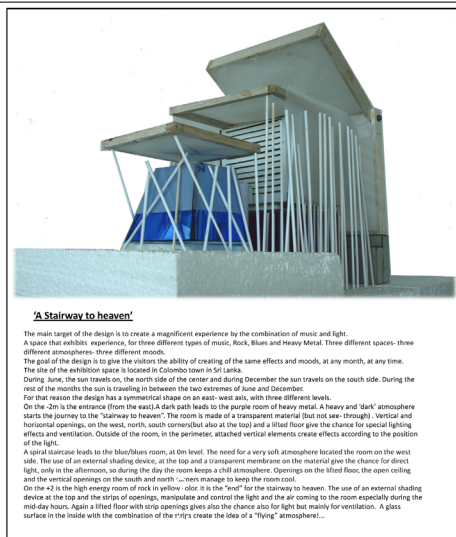 ‘A Stairway to heaven’
The main target of the design is to create a magnificent experience by the combination of music and light.
A space that exhibits experience, for three different types of music, Rock, Blues and Heavy Metal. Three different spaces- three
different atmospheres- three different moods.
The goal of the design is to give the visitors the ability of creating of the same effects and moods, at any month, at any time.
The site of the exhibition space is located in Colombo town in Sri Lanka.
During June, the sun travels on, the north side of the center and during December the sun travels on the south side. During the
rest of the months the sun is traveling in between the two extremes of June and December.
For that reason the design has a symmetrical shape on an east- west axis, with three different levels.
On the -2m is the entrance (from the east).A dark path leads to the purple room of heavy metal. A heavy and ‘dark’ atmosphere
starts the journey to the “stairway to heaven”. The room is made of a transparent material (but not see- through) . Vertical and
horizontal openings, on the west, north, south corners(but also at the top) and a lifted floor give the chance for special lighting
effects and ventilation. Outside of the room, in the perimeter, attached vertical elements create effects according to the position
of the light.
A spiral staircase leads to the blue/blues room, at 0m level. The need for a very soft atmosphere located the room on the west
side. The use of an external shading device, at the top and a transparent membrane on the material give the chance for direct
light, only in the afternoon, so during the day the room keeps a chill atmosphere. Openings on the lifted floor, the open ceiling
and the vertical openings on the south and north corners manage to keep the room cool.
On the +2 is the high energy room of rock in yellow color. It is the “end” for the stairway to heaven. The use of an external shading
device at the top and the strips of openings, manipulate and control the light and the air coming to the room especially during the
mid-day hours. Again a lifted floor with strip openings gives also the chance also for light but mainly for ventilation. A glass
surface in the inside with the combination of the strips create the idea of a “flying” atmosphere!...